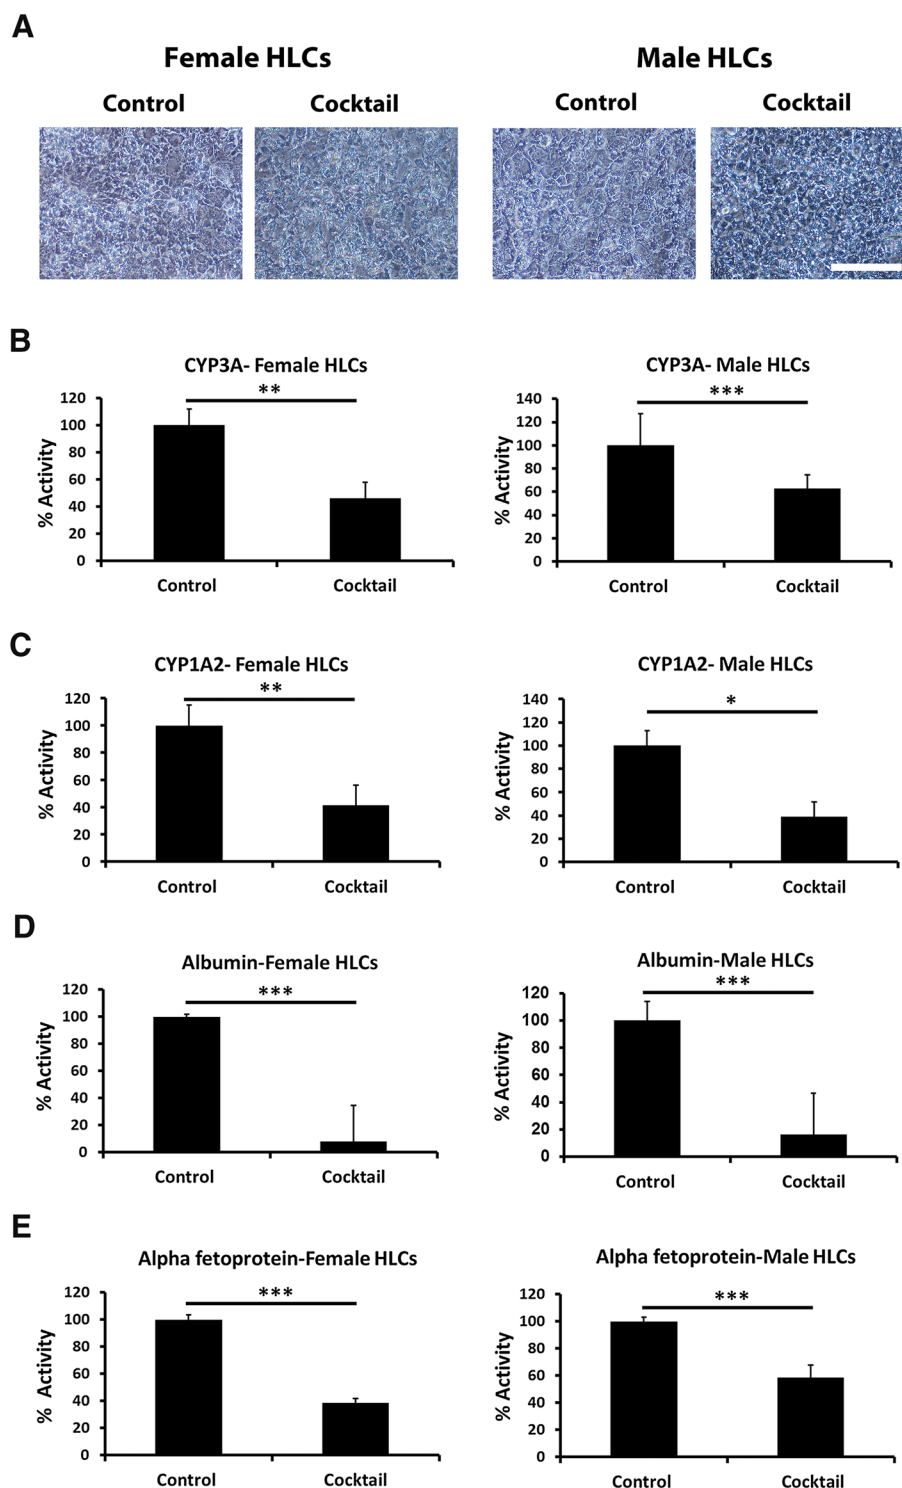 A
Female HLCs
Male HLCs
Control
Cocktail
Control
Cocktail
B
CYP3A- Female HLCs
**
% Activity
120
100
80
60
40
20
0
Control
Cocktail
CYP3A- Male HLCs
***
% Activity
140
120
100
80
60
40
20
0
Control
Cocktail
C
CYP1A2- Female HLCs
**
% Activity
120
100
80
60
40
20
0
Control
Cocktail
CYP1A2- Male HLCs
*
% Activity
140
120
100
80
60
40
20
0
Control
Cocktail
D
Albumin-Female HLCs
***
% Activity
120
100
80
60
40
20
0
Control
Cocktail
Albumin-Male HLCs
***
% Activity
120
100
80
60
40
20
0
Control
Cocktail
E
Alpha fetoprotein-Female HLCs
***
% Activity
120
100
80
60
40
20
0
Control
Cocktail
Alpha fetoprotein-Male HLCs
***
% Activity
120
100
80
60
40
20
0
Control
Cocktail